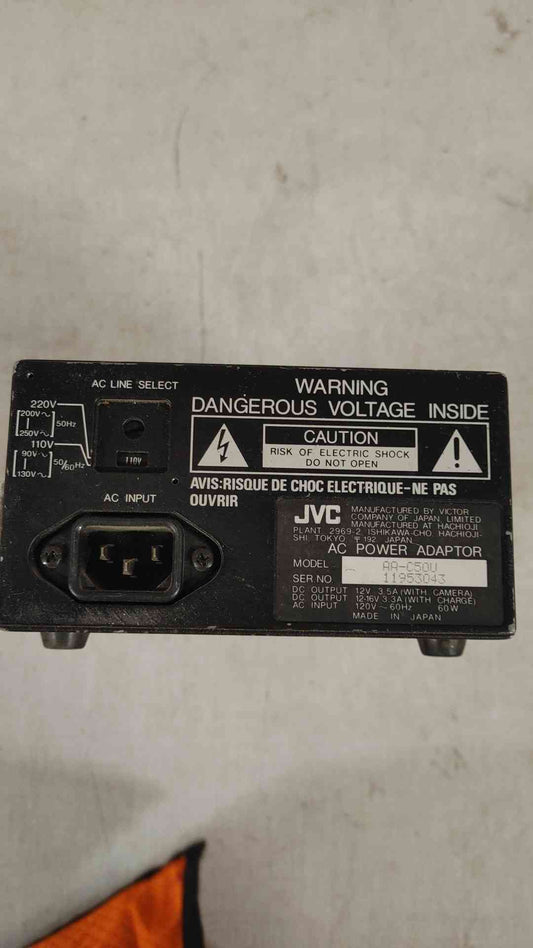 AC LINE SELECT
220V
200V~
250V~
50Hz
110V
90V~
130V~
50/60Hz
110V
AC INPUT
WARNING
DANGEROUS VOLTAGE INSIDE
CAUTION
RISK OF ELECTRIC SHOCK
DO NOT OPEN
AVIS:RISQUE DE CHOC ELECTRIQUE-NE PAS
OUVRIR
JVC
MANUFACTURED BY VICTOR
COMPANY OF JAPAN, LIMITED
MANUFACTURED AT HACHIOJI
PLANT, 2969-2, ISHIKAWA-CHO, HACHIOJI-
SHI, TOKYO, 〒192, JAPAN.
AC POWER ADAPTOR
MODEL AA-C50U
SER.NO 11953043
DC OUTPUT 12V 3.5A (WITH CAMERA)
DC OUTPUT 12-16V 3.3A (WITH CHARGE)
AC INPUT 120V~60Hz 60W
MADE IN JAPAN